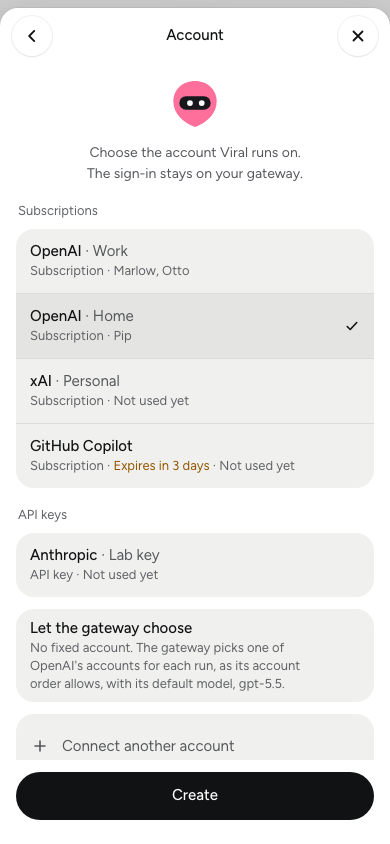 Account
Choose the account Viral runs on.
The sign-in stays on your gateway.
Subscriptions
OpenAI · Work
Subscription · Marlow, Otto
OpenAI · Home
Subscription · Pip
xAI · Personal
Subscription · Not used yet
GitHub Copilot
Subscription · Expires in 3 days · Not used yet
API keys
Anthropic · Lab key
API key · Not used yet
Let the gateway choose
No fixed account. The gateway picks one of
OpenAI's accounts for each run, as its account
order allows, with its default model, gpt-5.5.
Connect another account
Create